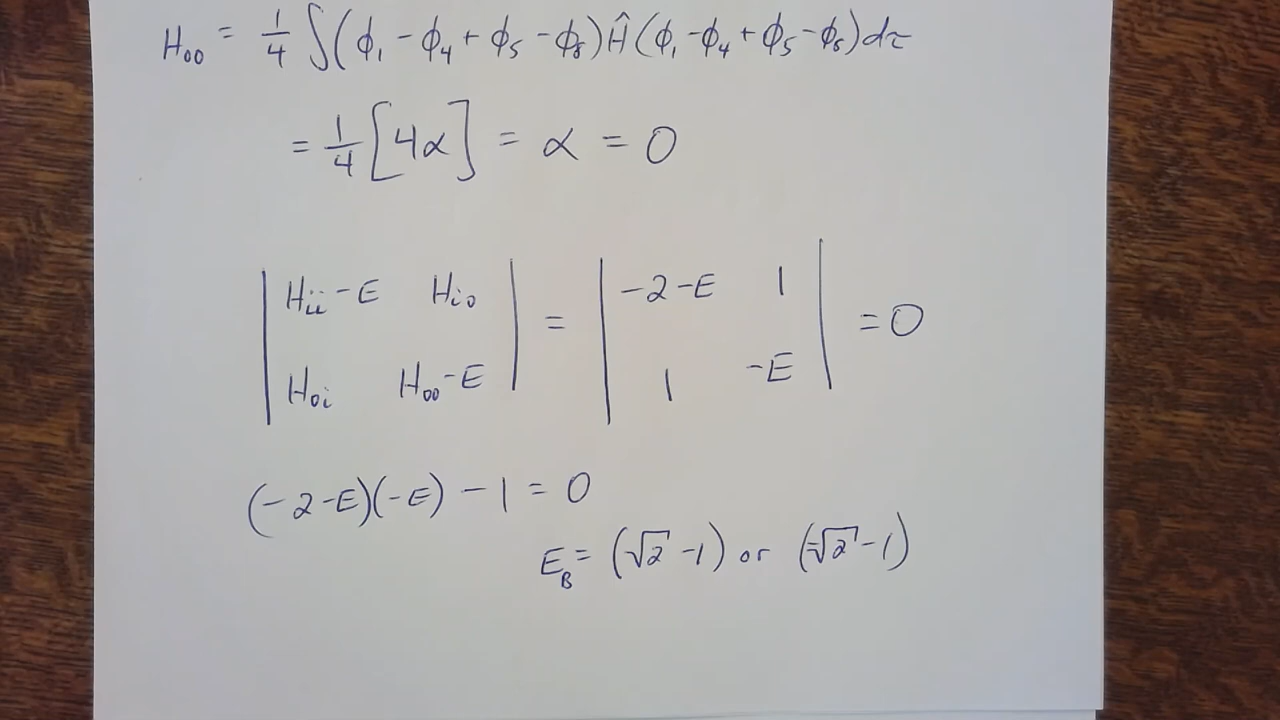 H₀₀ = 1/4 ∫(ϕ₁ - ϕ₄ + ϕ₅ - ϕ₈) Ĥ (ϕ₁ - ϕ₄ + ϕ₅ - ϕ₈) dτ
= 1/4 [4α] = α = 0
| Hᵢᵢ - E   Hᵢ₀ | = | -2 - E   1 | = 0
| H₀ᵢ   H₀₀ - E |   | 1   -E |
(-2 - E)(-E) - 1 = 0
E_B = (√2 - 1) or (-√2 - 1)